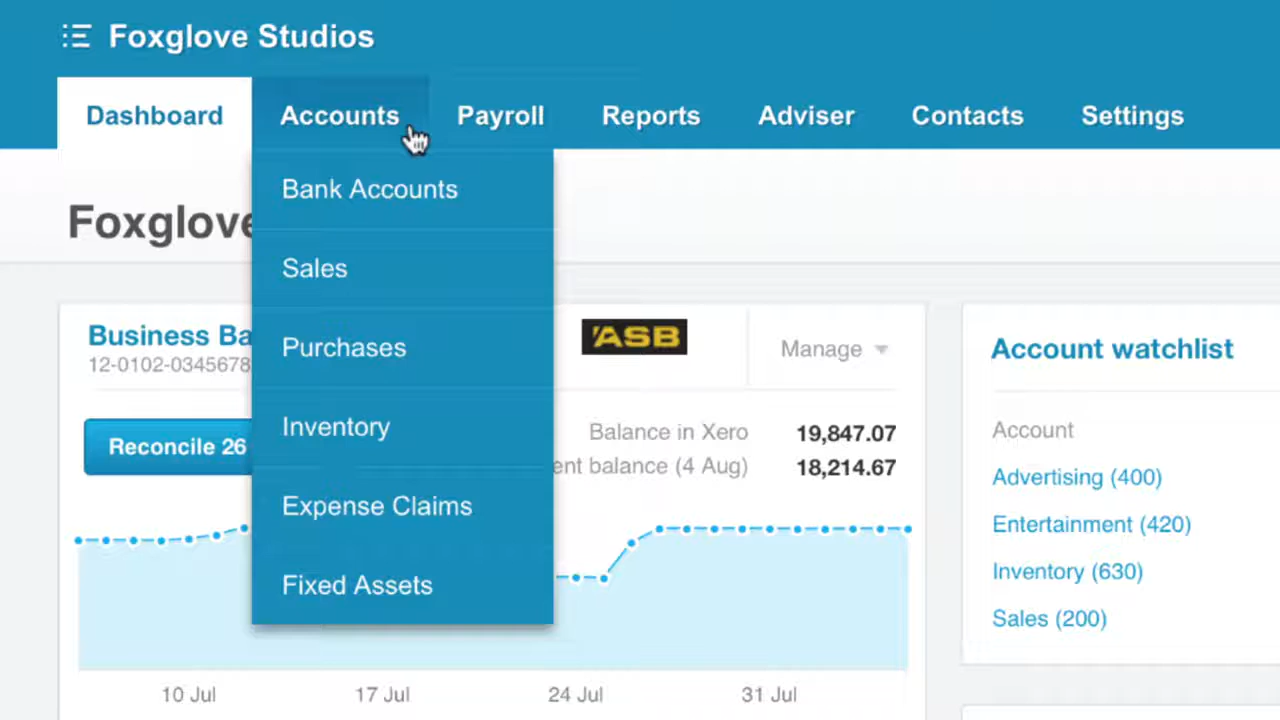 Foxglove Studios
Dashboard Accounts Payroll Reports Adviser Contacts Settings
Bank Accounts
Sales
Purchases
Inventory
Expense Claims
Fixed Assets
Foxglove
Business Ba
12-0102-0345678
ASB
Manage
Reconcile 26
Balance in Xero 19,847.07
ent balance (4 Aug) 18,214.67
10 Jul 17 Jul 24 Jul 31 Jul
Account watchlist
Account
Advertising (400)
Entertainment (420)
Inventory (630)
Sales (200)